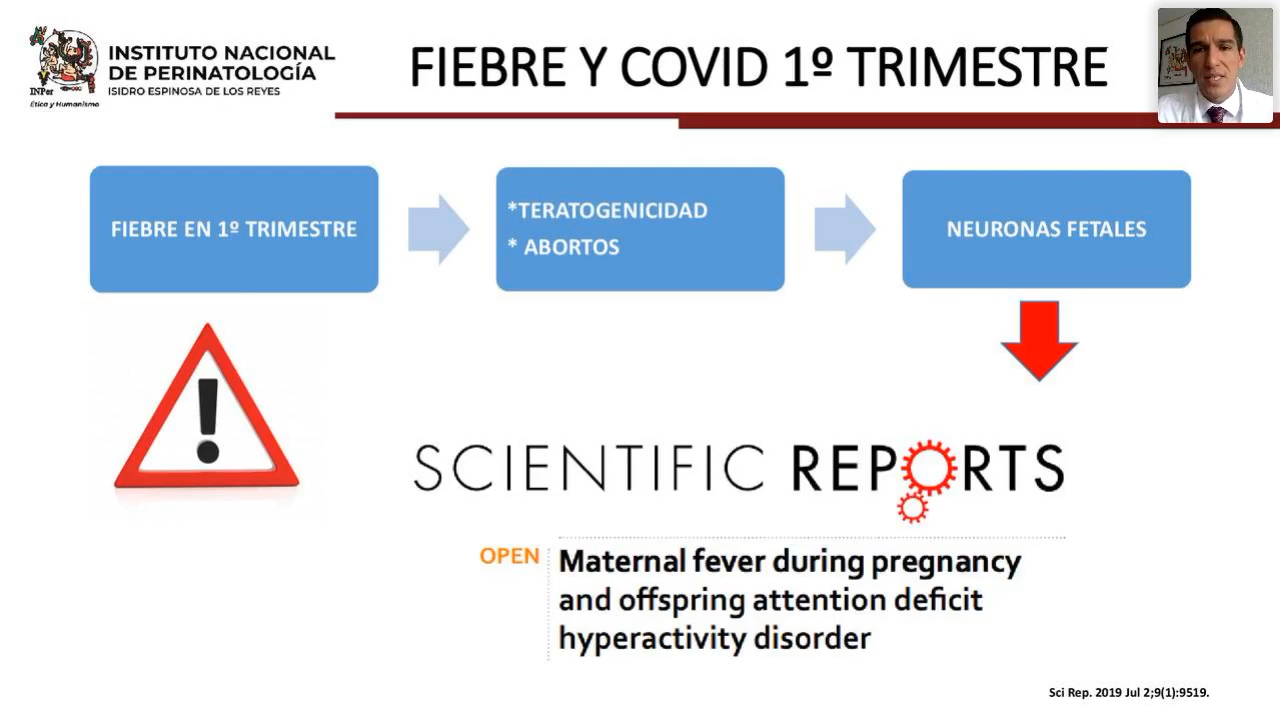 INPer
Ética y Humanismo
INSTITUTO NACIONAL
DE PERINATOLOGÍA
ISIDRO ESPINOSA DE LOS REYES
FIEBRE Y COVID 1º TRIMESTRE
FIEBRE EN 1º TRIMESTRE
*TERATOGENICIDAD
* ABORTOS
NEURONAS FETALES
SCIENTIFIC REPORTS
OPEN
Maternal fever during pregnancy
and offspring attention deficit
hyperactivity disorder
Sci Rep. 2019 Jul 2;9(1):9519.